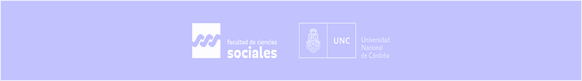 facultad de ciencias
sociales
UNC
Universidad
Nacional
de Córdoba